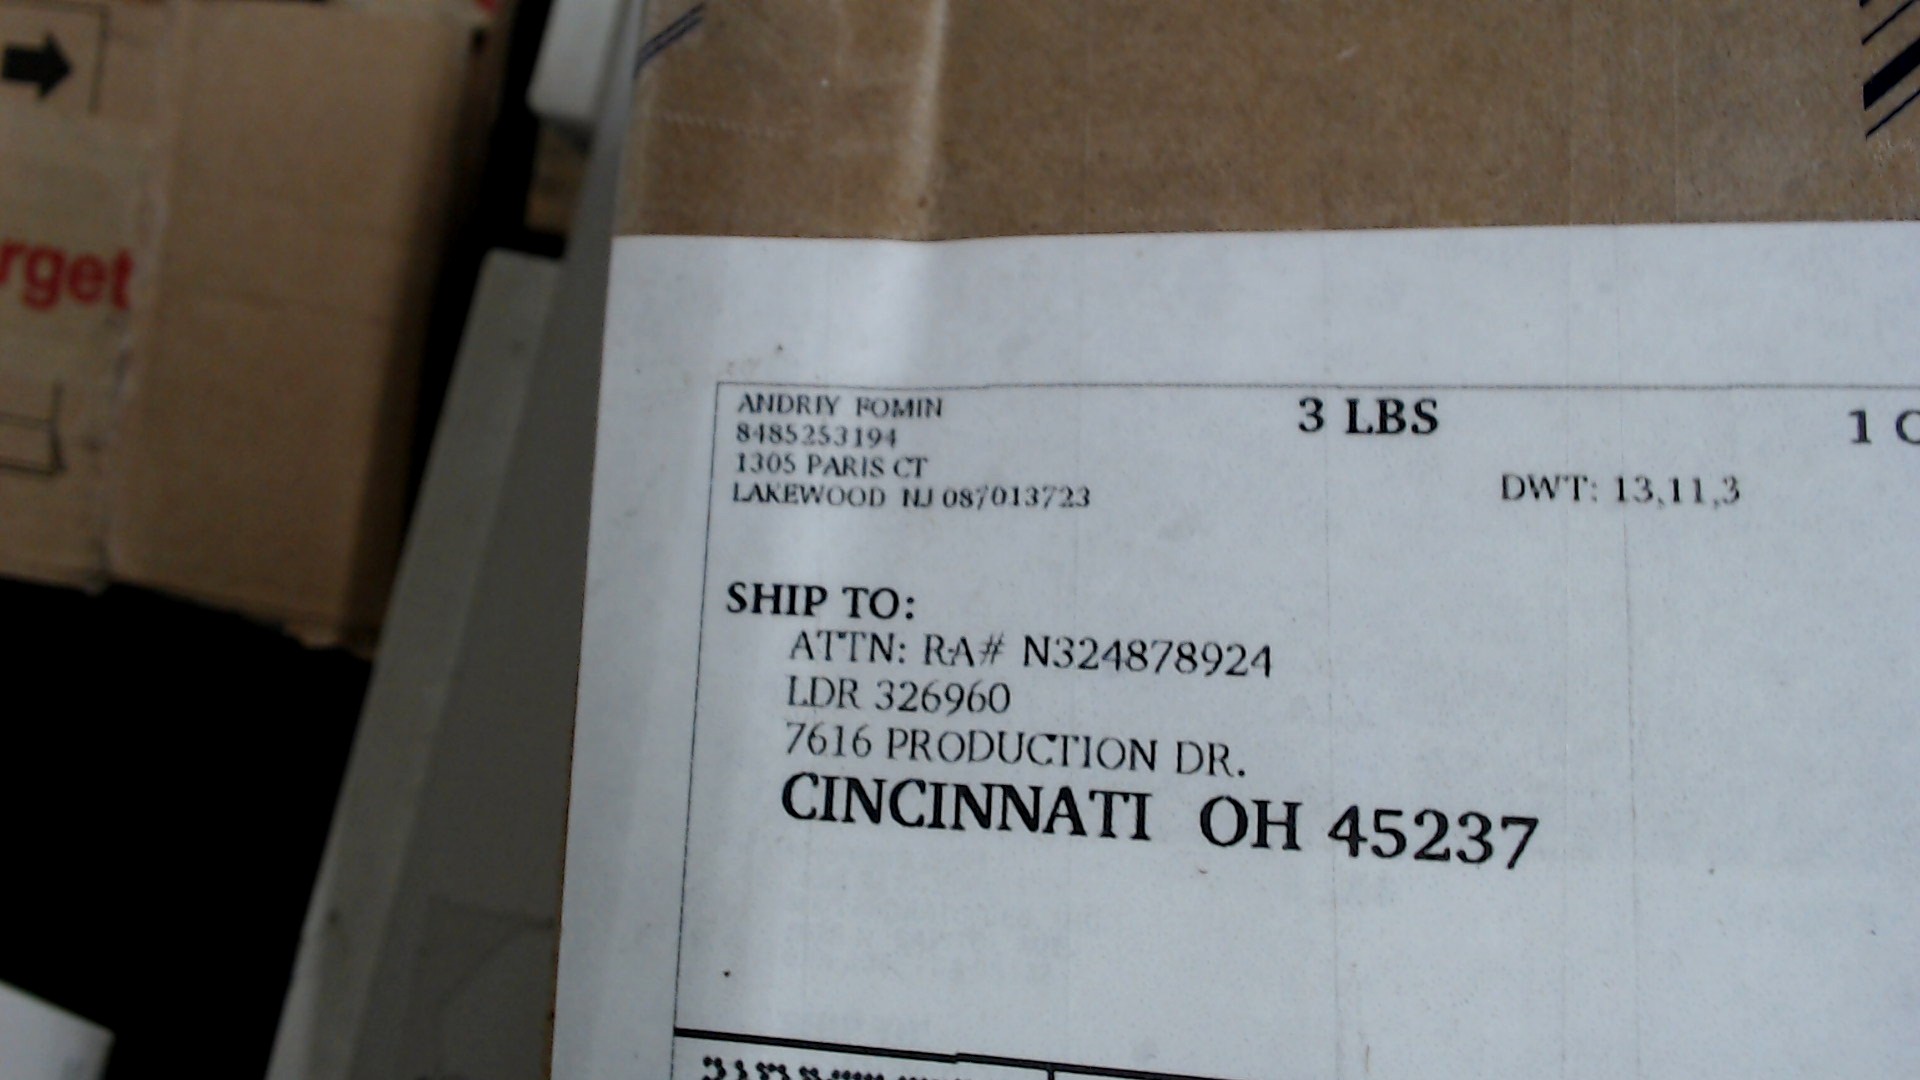 rget
ANDRIY FOMIN
8485253194
1305 PARIS CT
LAKEWOOD NJ 087013723
3 LBS
1 O
DWT: 13,11,3
SHIP TO:
ATTN: RA# N324878924
LDR 326960
7616 PRODUCTION DR.
CINCINNATI OH 45237